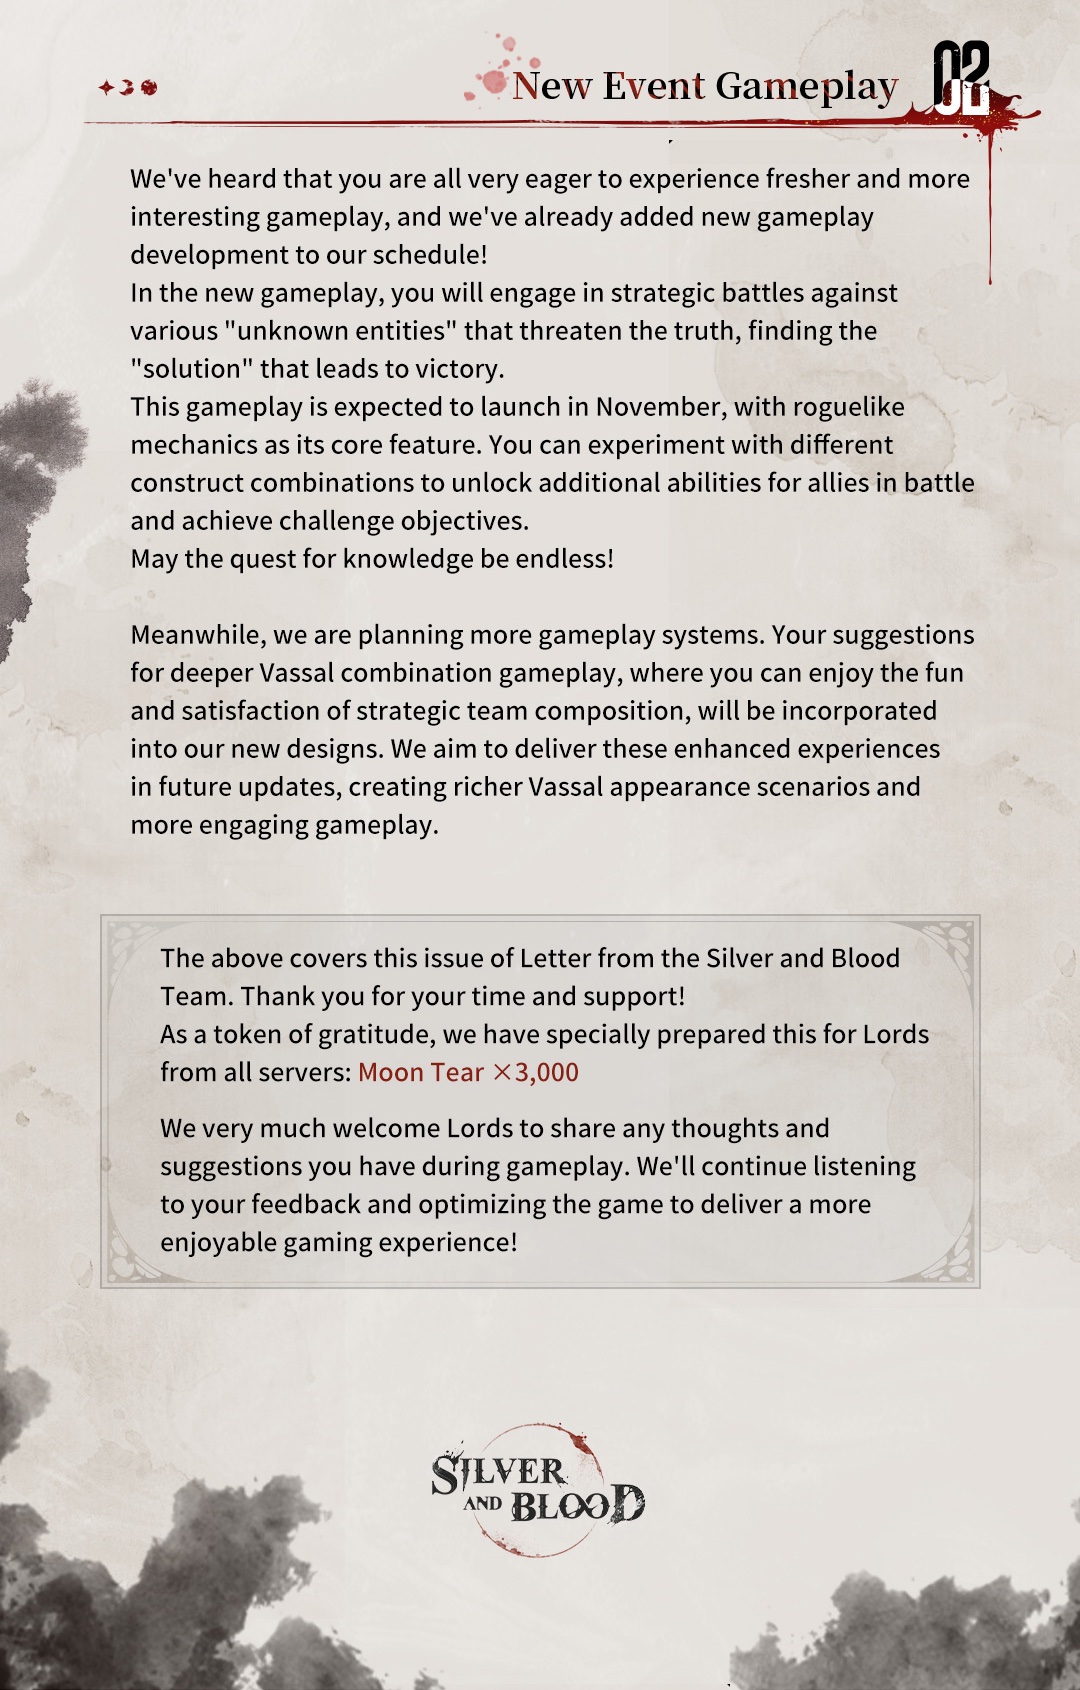 New Event Gameplay
02
We've heard that you are all very eager to experience fresher and more
interesting gameplay, and we've already added new gameplay
development to our schedule!
In the new gameplay, you will engage in strategic battles against
various "unknown entities" that threaten the truth, finding the
"solution" that leads to victory.
This gameplay is expected to launch in November, with roguelike
mechanics as its core feature. You can experiment with different
construct combinations to unlock additional abilities for allies in battle
and achieve challenge objectives.
May the quest for knowledge be endless!
Meanwhile, we are planning more gameplay systems. Your suggestions
for deeper Vassal combination gameplay, where you can enjoy the fun
and satisfaction of strategic team composition, will be incorporated
into our new designs. We aim to deliver these enhanced experiences
in future updates, creating richer Vassal appearance scenarios and
more engaging gameplay.
The above covers this issue of Letter from the Silver and Blood
Team. Thank you for your time and support!
As a token of gratitude, we have specially prepared this for Lords
from all servers: Moon Tear ×3,000
We very much welcome Lords to share any thoughts and
suggestions you have during gameplay. We'll continue listening
to your feedback and optimizing the game to deliver a more
enjoyable gaming experience!
SILVER
AND BLOOD